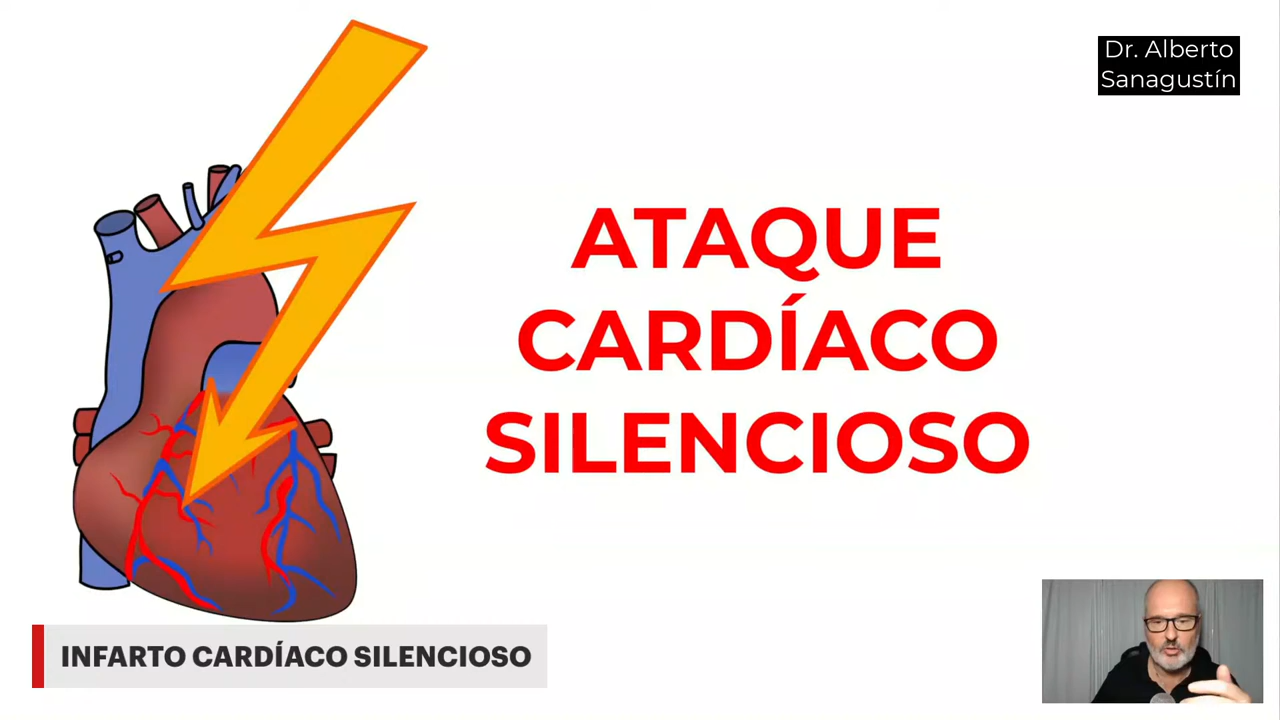 Dr. Alberto
Sanagustín
ATAQUE
CARDÍACO
SILENCIOSO
INFARTO CARDÍACO SILENCIOSO